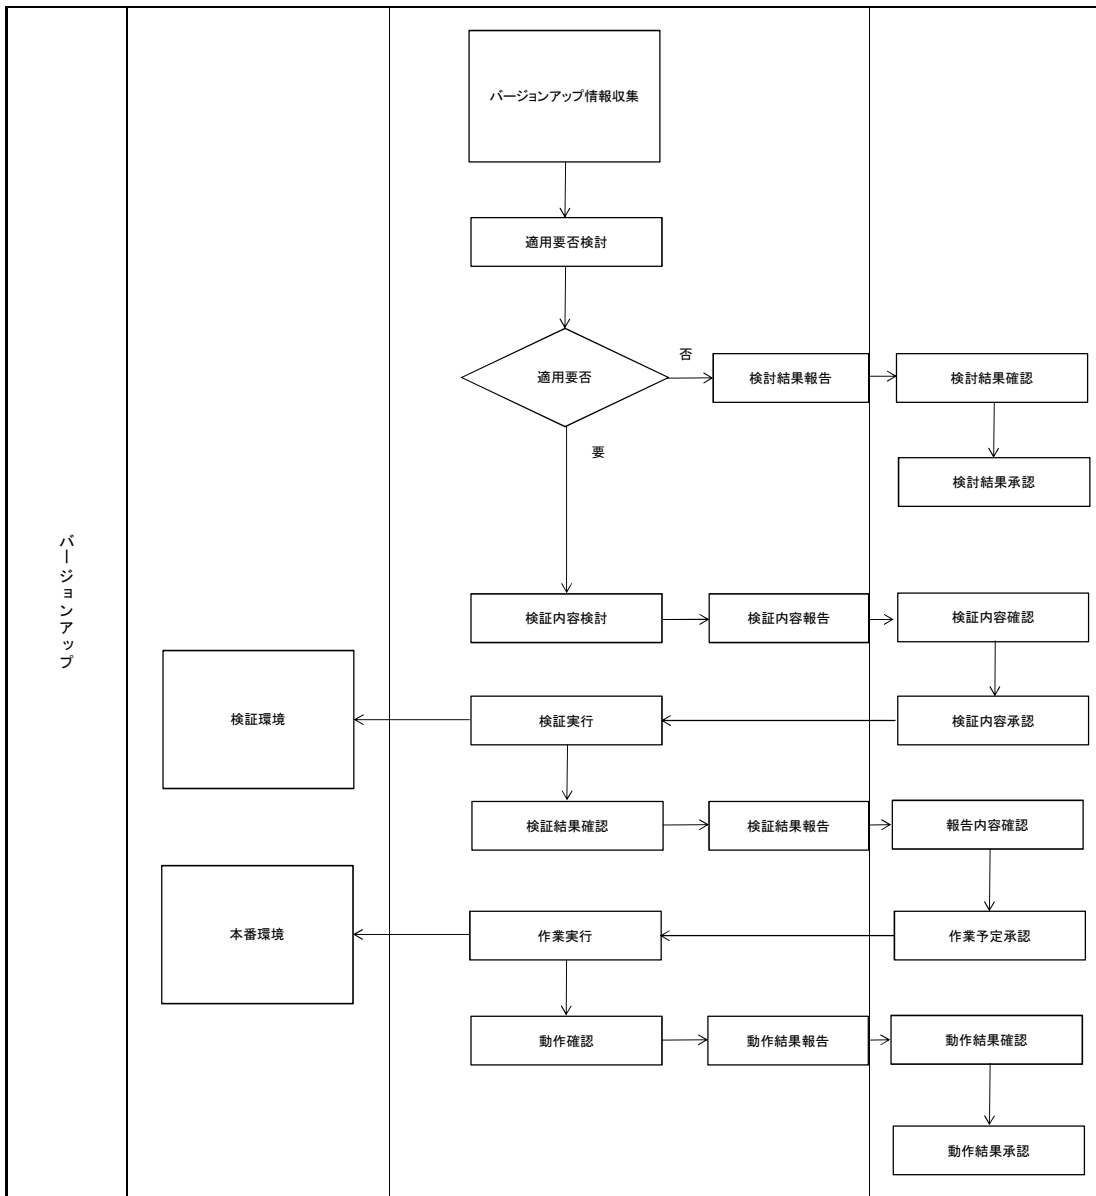 バージョンアップ
バージョンアップ情報収集
適用要否検討
適用要否
否
検討結果報告
検討結果確認
要
検討結果承認
検証内容検討
検証内容報告
検証内容確認
検証環境
検証実行
検証内容承認
検証結果確認
検証結果報告
報告内容確認
本番環境
作業実行
作業予定承認
動作確認
動作結果報告
動作結果確認
動作結果承認